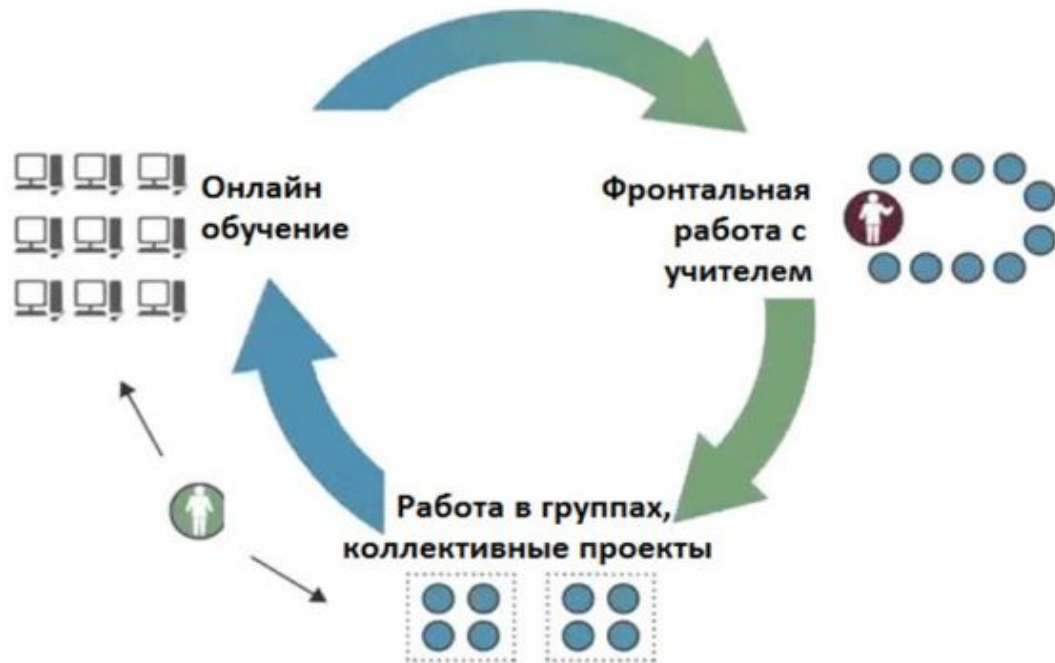 Онлайн
обучение
Фронтальная
работа с
учителем
Работа в группах,
коллективные проекты